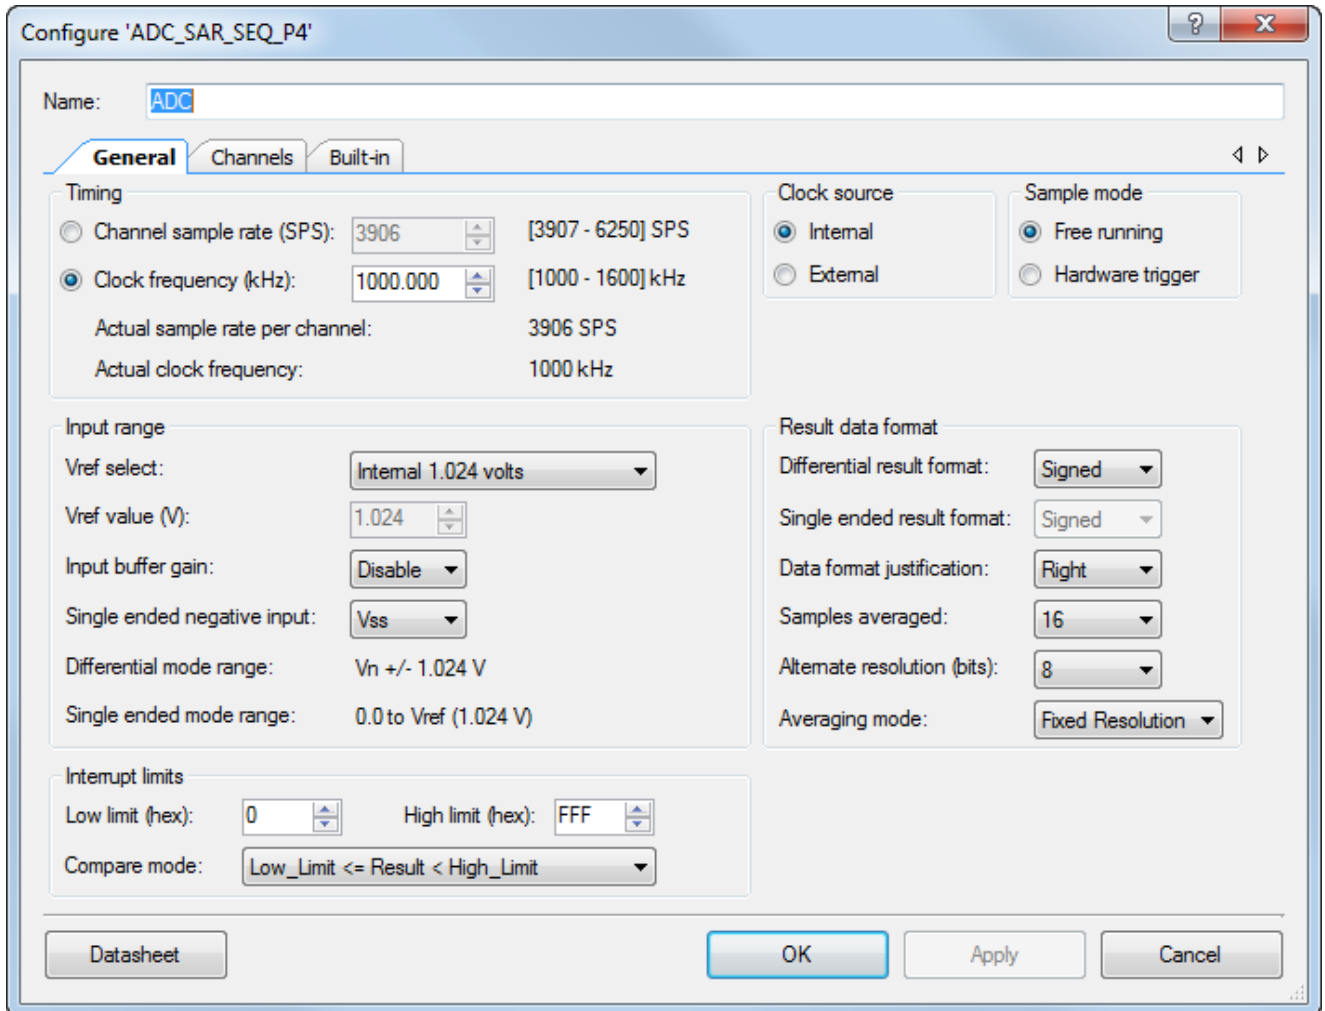 Configure 'ADC_SAR_SEQ_P4'
Name: ADC
General Channels Built-in
Timing
Channel sample rate (SPS): 3906 [3907 - 6250] SPS
Clock frequency (kHz): 1000.000 [1000 - 1600] kHz
Actual sample rate per channel: 3906 SPS
Actual clock frequency: 1000 kHz
Clock source
Internal
External
Sample mode
Free running
Hardware trigger
Input range
Vref select: Internal 1.024 volts
Vref value (V): 1.024
Input buffer gain: Disable
Single ended negative input: Vss
Differential mode range: Vn +/- 1.024 V
Single ended mode range: 0.0 to Vref (1.024 V)
Result data format
Differential result format: Signed
Single ended result format: Signed
Data format justification: Right
Samples averaged: 16
Alternate resolution (bits): 8
Averaging mode: Fixed Resolution
Interrupt limits
Low limit (hex): 0 High limit (hex): FFF
Compare mode: Low_Limit <= Result < High_Limit
Datasheet OK Apply Cancel